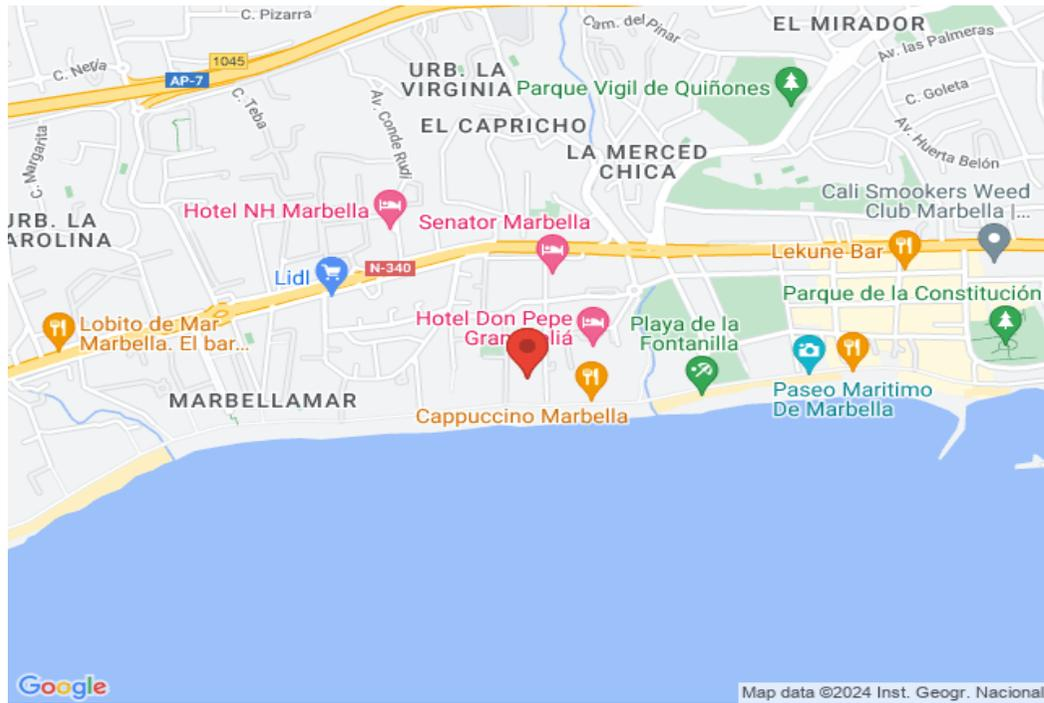 C. Pizarra
Cam. del Pinar
EL MIRADOR
Av. las Palmeras
1045
AP-7
C. Nerja
URB. LA
VIRGINIA
Parque Vigil de Quiñones
C. Teba
Av. Conde Rudi
C. Goleta
EL CAPRICHO
Av. Huerta Belón
C. Margarita
LA MERCED
CHICA
Cali Smookers Weed
Club Marbella |...
Hotel NH Marbella
Senator Marbella
URB. LA
AROLINA
Lekune Bar
N-340
Lidl
Parque de la Constitución
Lobito de Mar
Marbella. El bar...
Hotel Don Pepe
Gran Meliá
Playa de la
Fontanilla
MARBELLAMAR
Cappuccino Marbella
Paseo Maritimo
De Marbella
Google
Map data ©2024 Inst. Geogr. Nacional